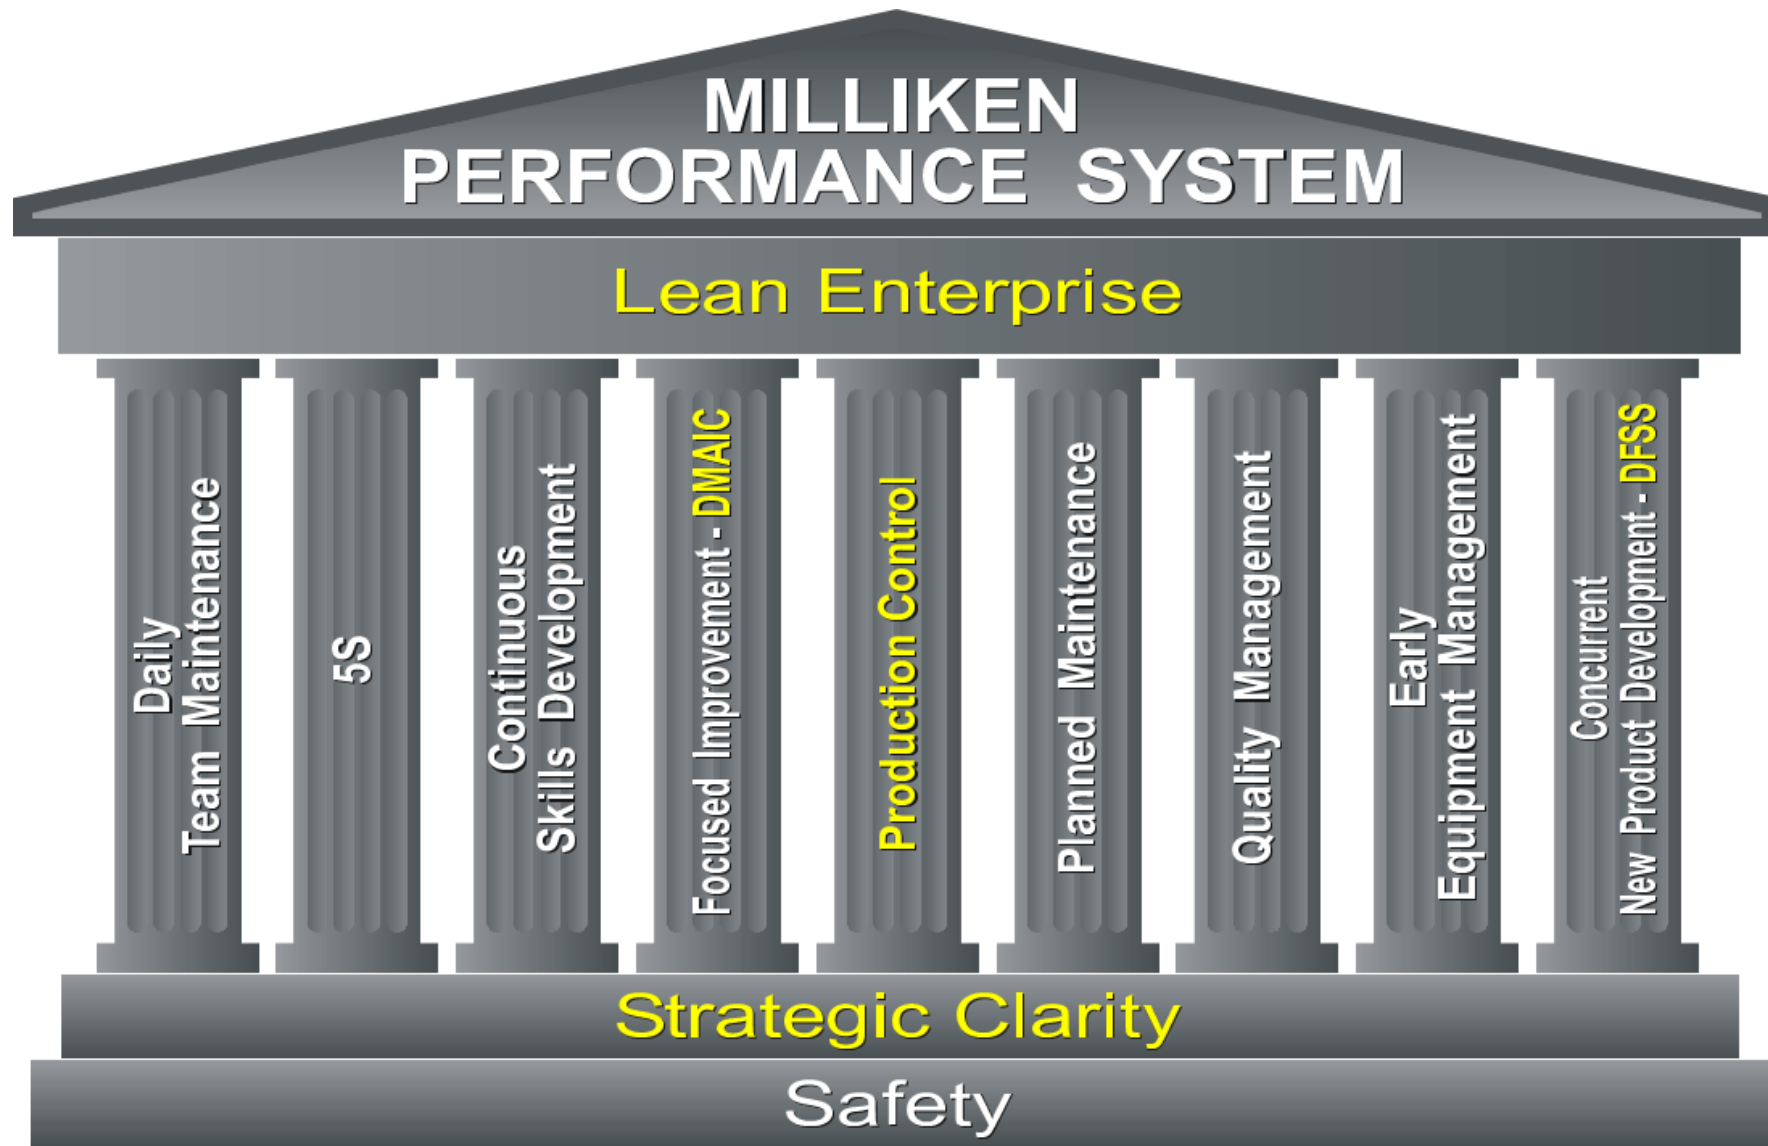 MILLIKEN
PERFORMANCE SYSTEM
Lean Enterprise
Daily
Team Maintenance
5S
Continuous
Skills Development
Focused Improvement - DMAIC
Production Control
Planned Maintenance
Quality Management
Early
Equipment Management
Concurrent
New Product Development - DFSS
Strategic Clarity
Safety